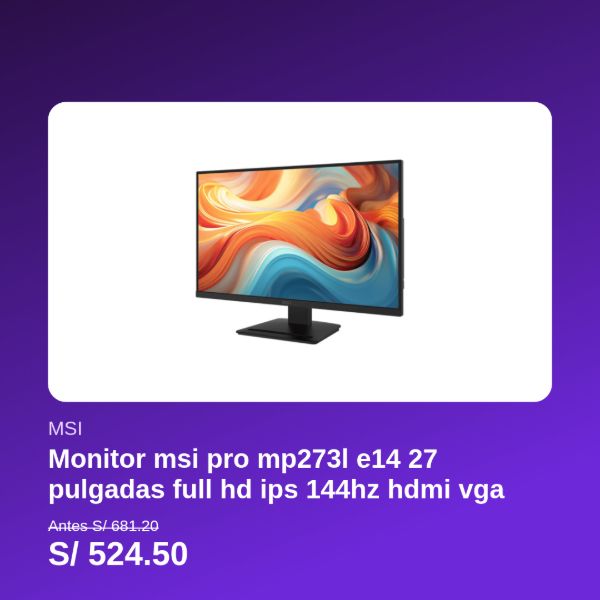 MSI
Monitor msi pro mp273l e14 27
pulgadas full hd ips 144hz hdmi vga
Antes S/ 681.20
S/ 524.50